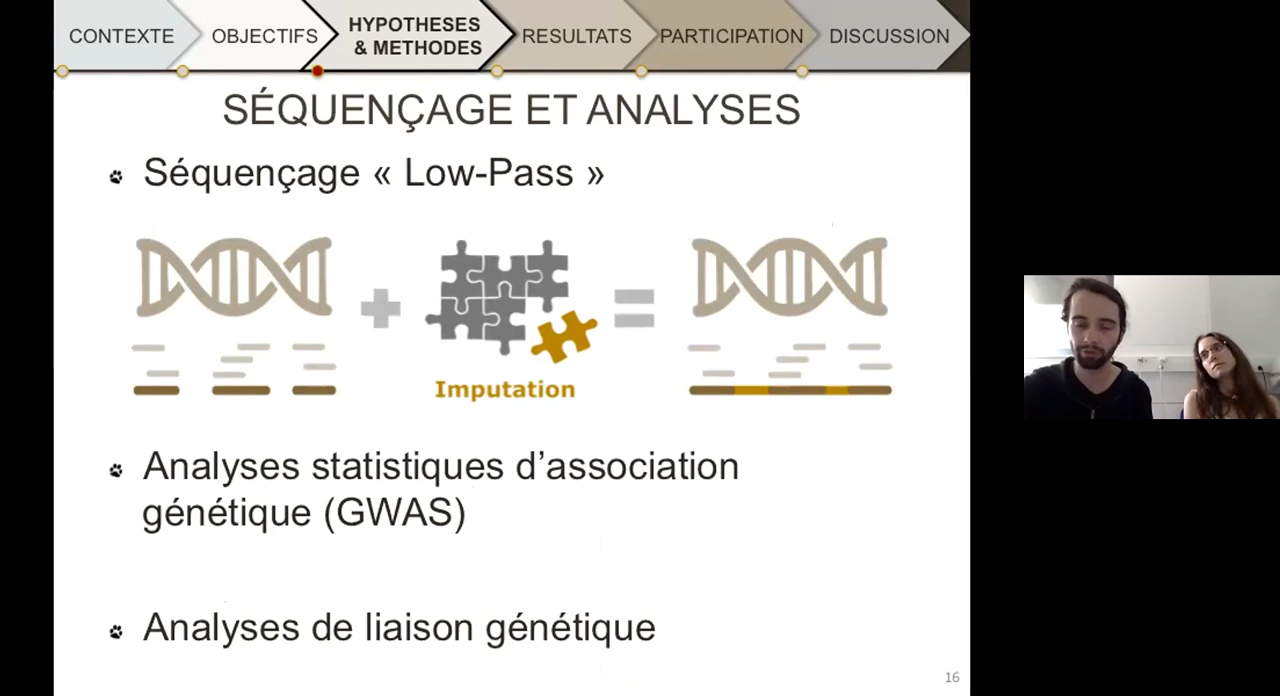 CONTEXTE
OBJECTIFS
HYPOTHESES
& METHODES
RESULTATS
PARTICIPATION
DISCUSSION
SÉQUENÇAGE ET ANALYSES
Séquençage « Low-Pass »
Imputation
Analyses statistiques d’association
génétique (GWAS)
Analyses de liaison génétique
16